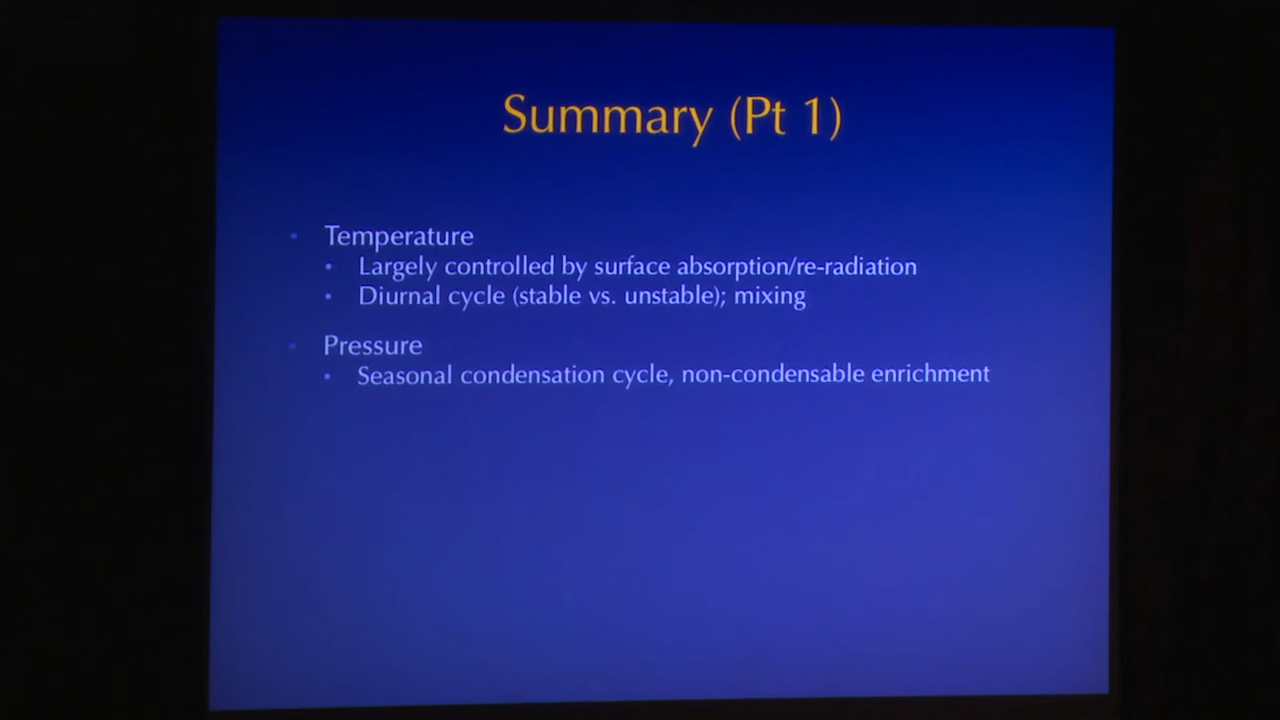 Summary (Pt 1)
• Temperature
• Largely controlled by surface absorption/re-radiation
• Diurnal cycle (stable vs. unstable); mixing
• Pressure
• Seasonal condensation cycle, non-condensable enrichment